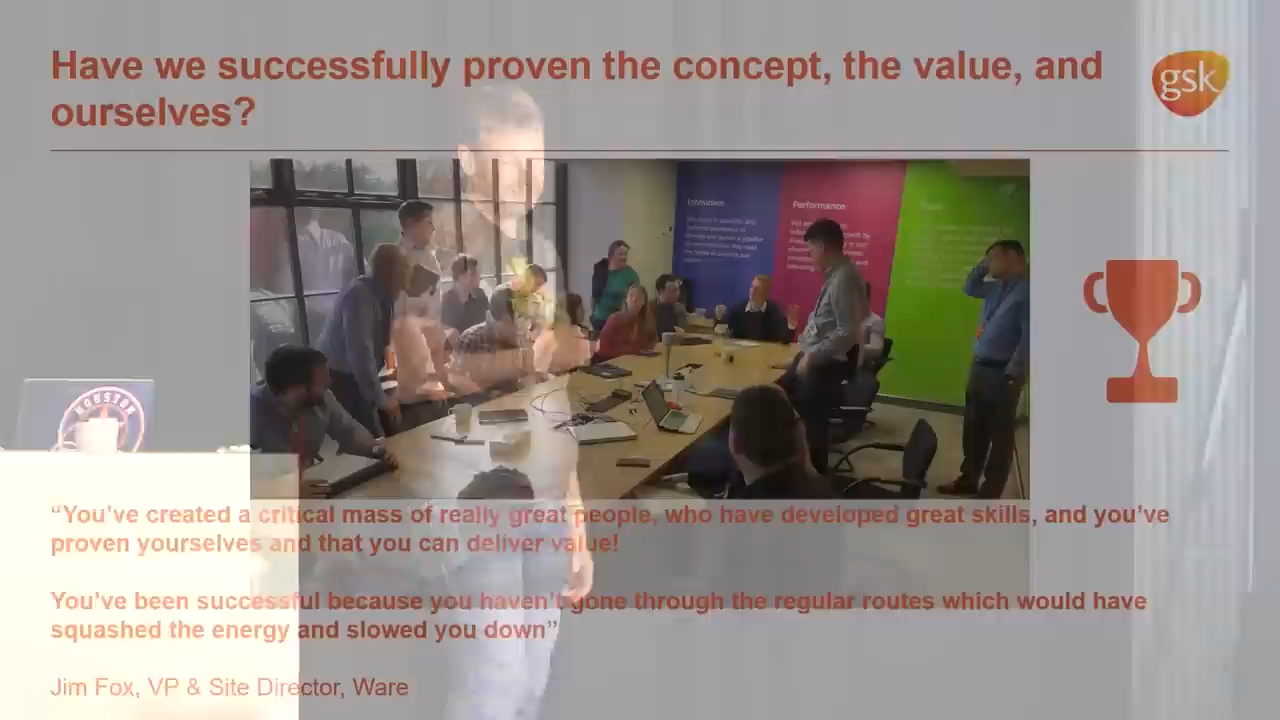 Have we successfully proven the concept, the value, and
ourselves?
gsk
Innovation
Performance
HOUSTON
“You’ve created a critical mass of really great people, who have developed great skills, and you’ve
proven yourselves and that you can deliver value!
You’ve been successful because you haven’t gone through the regular routes which would have
squashed the energy and slowed you down”
Jim Fox, VP & Site Director, Ware